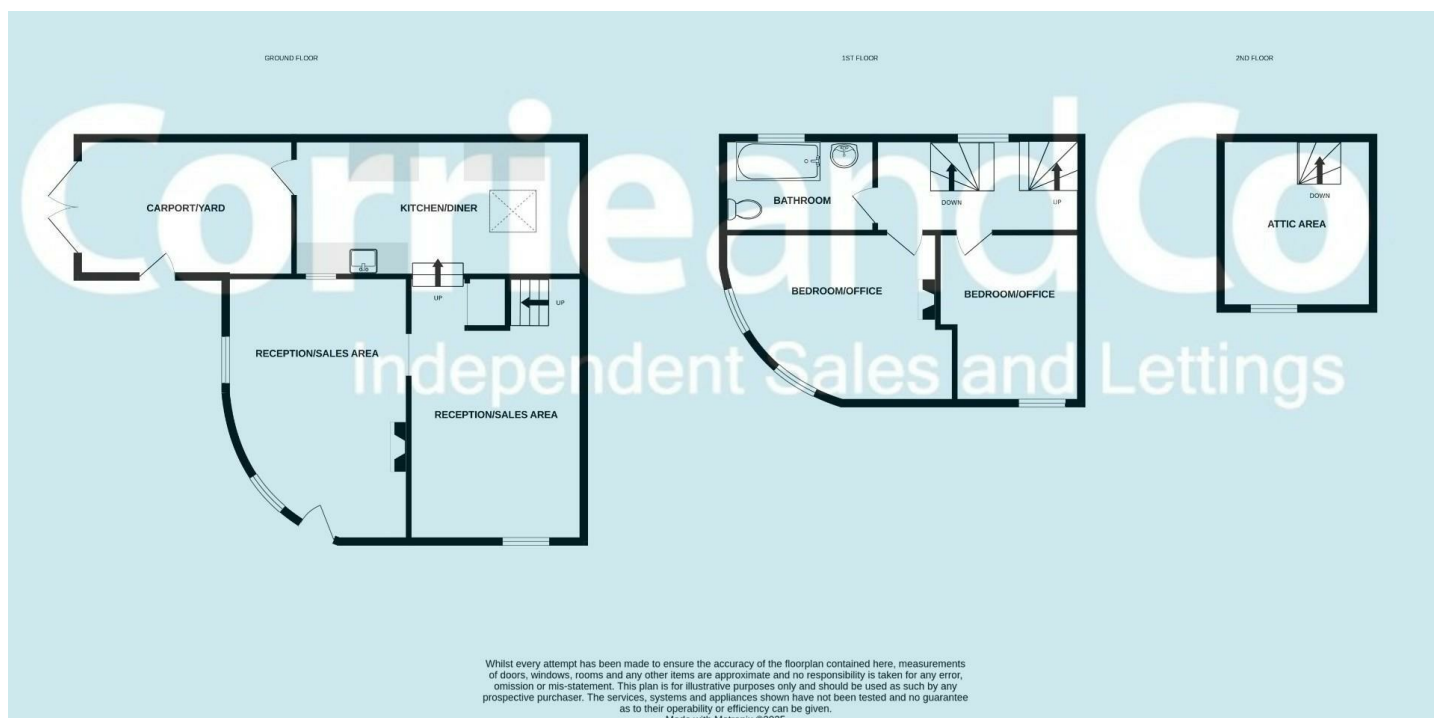 GROUND FLOOR
1ST FLOOR
2ND FLOOR
CorrieandCo
Independent Sales and Lettings
CARPORT/YARD
KITCHEN/DINER
UP
UP
RECEPTION/SALES AREA
RECEPTION/SALES AREA
BATHROOM
DOWN
UP
BEDROOM/OFFICE
BEDROOM/OFFICE
DOWN
ATTIC AREA
Whilst every attempt has been made to ensure the accuracy of the floorplan contained here, measurements
of doors, windows, rooms and any other items are approximate and no responsibility is taken for any error,
omission or mis-statement. This plan is for illustrative purposes only and should be used as such by any
prospective purchaser. The services, systems and appliances shown have not been tested and no guarantee
as to their operability or efficiency can be given.
Made with Metropix ©2025